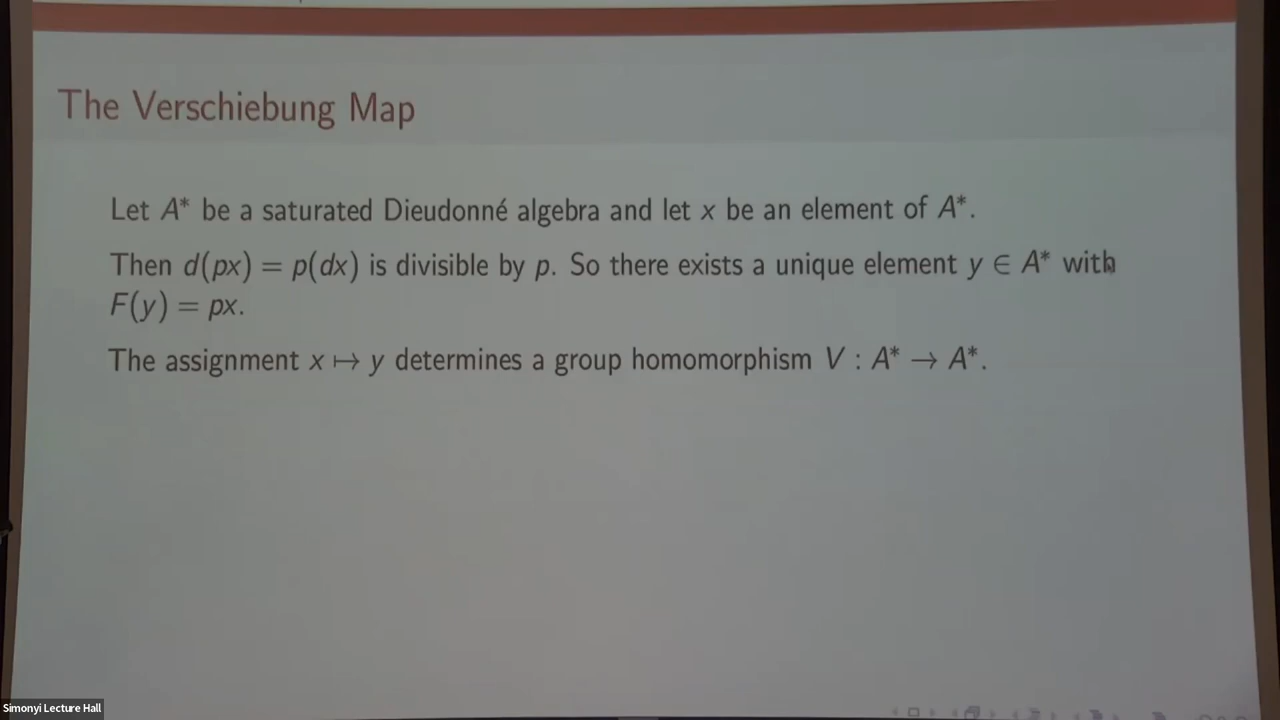 The Verschiebung Map
Let A* be a saturated Dieudonné algebra and let x be an element of A*.
Then d(px) = p(dx) is divisible by p. So there exists a unique element y ∈ A* with
F(y) = px.
The assignment x ↦ y determines a group homomorphism V : A* → A*.
Simonyi Lecture Hall